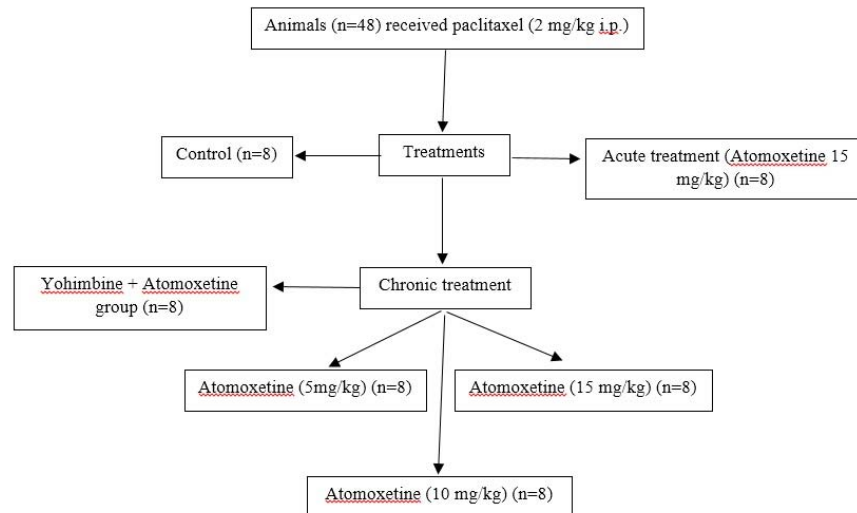 Animals (n=48) received paclitaxel (2 mg/kg i.p.)
Control (n=8)
Treatments
Acute treatment (Atomoxetine 15
mg/kg) (n=8)
Yohimbine + Atomoxetine
group (n=8)
Chronic treatment
Atomoxetine (5mg/kg) (n=8)
Atomoxetine (15 mg/kg) (n=8)
Atomoxetine (10 mg/kg) (n=8)